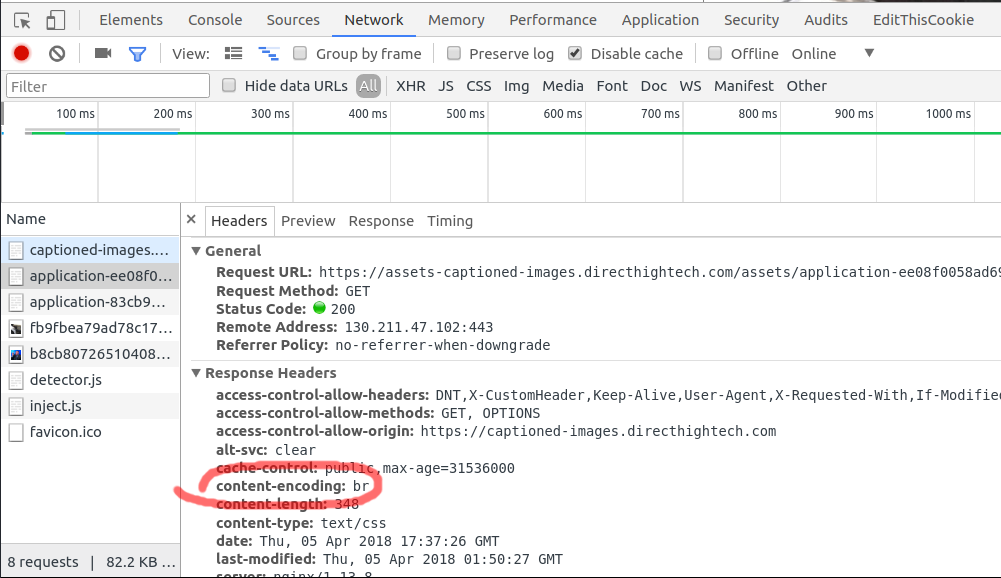 Elements Console Sources Network Memory Performance Application Security Audits EditThisCookie
View: Group by frame Preserve log Disable cache Offline Online
Filter Hide data URLs All XHR JS CSS Img Media Font Doc WS Manifest Other
100 ms 200 ms 300 ms 400 ms 500 ms 600 ms 700 ms 800 ms 900 ms 1000 ms
Name
captioned-images....
application-ee08f0...
application-83cb9...
fb9fbea79ad78c17...
b8cb80726510408...
detector.js
inject.js
favicon.ico
8 requests | 82.2 KB ...
× Headers Preview Response Timing
General
Request URL: https://assets-captioned-images.directhightech.com/assets/application-ee08f0058ad69
Request Method: GET
Status Code: 200
Remote Address: 130.211.47.102:443
Referrer Policy: no-referrer-when-downgrade
Response Headers
access-control-allow-headers: DNT,X-CustomHeader,Keep-Alive,User-Agent,X-Requested-With,If-Modified
access-control-allow-methods: GET, OPTIONS
access-control-allow-origin: https://captioned-images.directhightech.com
alt-svc: clear
cache-control: public,max-age=31536000
content-encoding: br
content-length: 348
content-type: text/css
date: Thu, 05 Apr 2018 17:37:26 GMT
last-modified: Thu, 05 Apr 2018 01:50:27 GMT
server: nginx/1.13.8